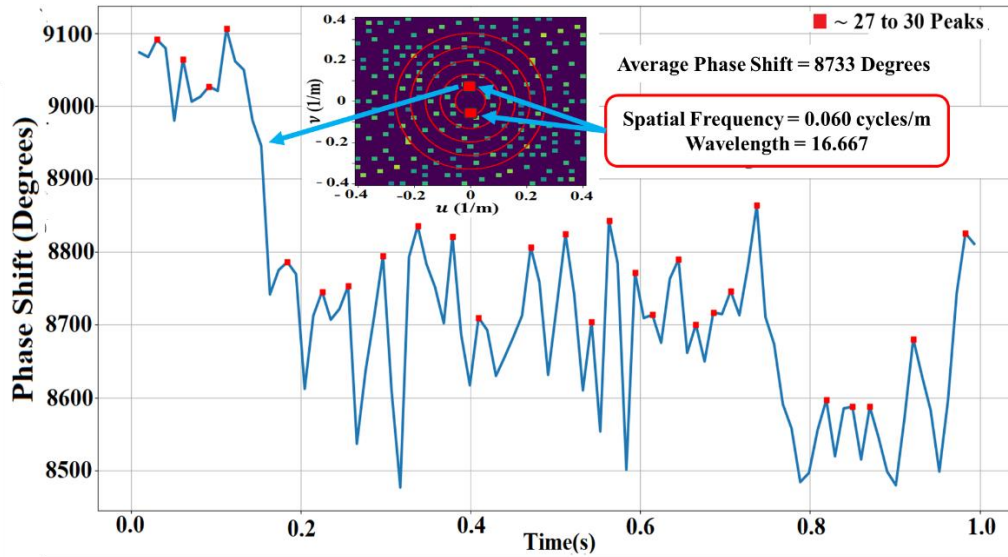 ~ 27 to 30 Peaks
Average Phase Shift = 8733 Degrees
Spatial Frequency = 0.060 cycles/m
Wavelength = 16.667
v (1/m)
0.4
0.2
0
- 0.2
- 0.4
- 0.4
-0.2
0
0.2
0.4
u (1/m)
Phase Shift (Degrees)
9100
9000
8900
8800
8700
8600
8500
0.0
0.2
0.4
0.6
0.8
1.0
Time(s)